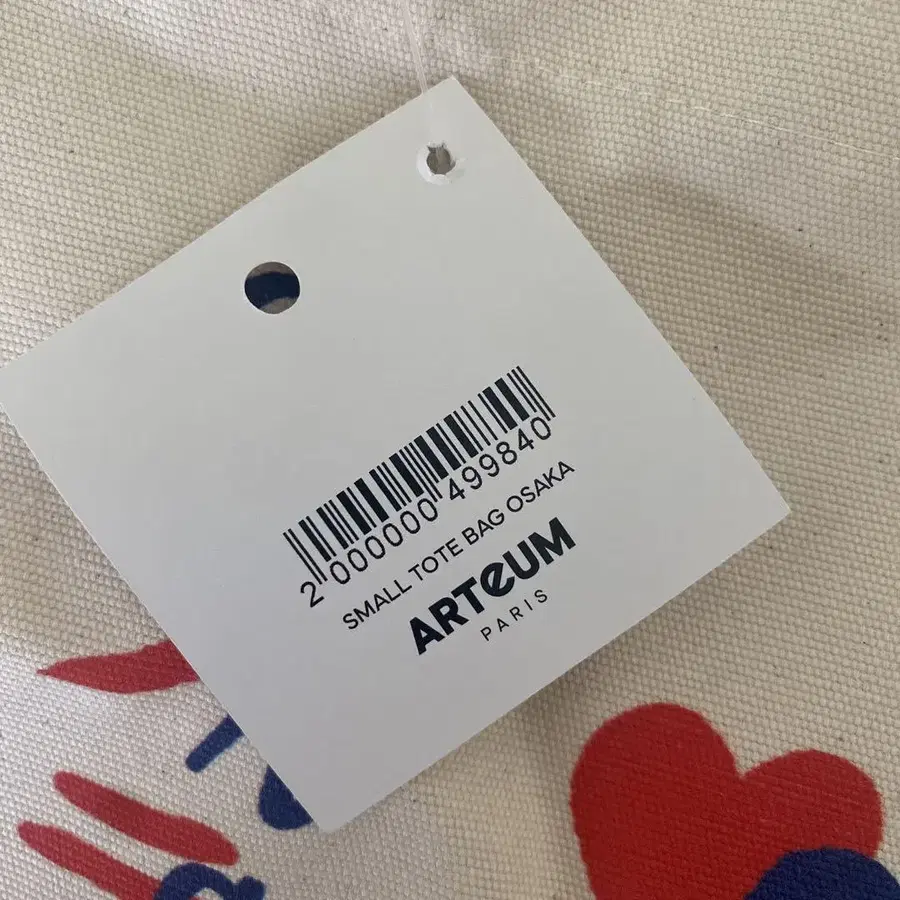 2 000000 499840
SMALL TOTE BAG OSAKA
ARTeUM
PARIS